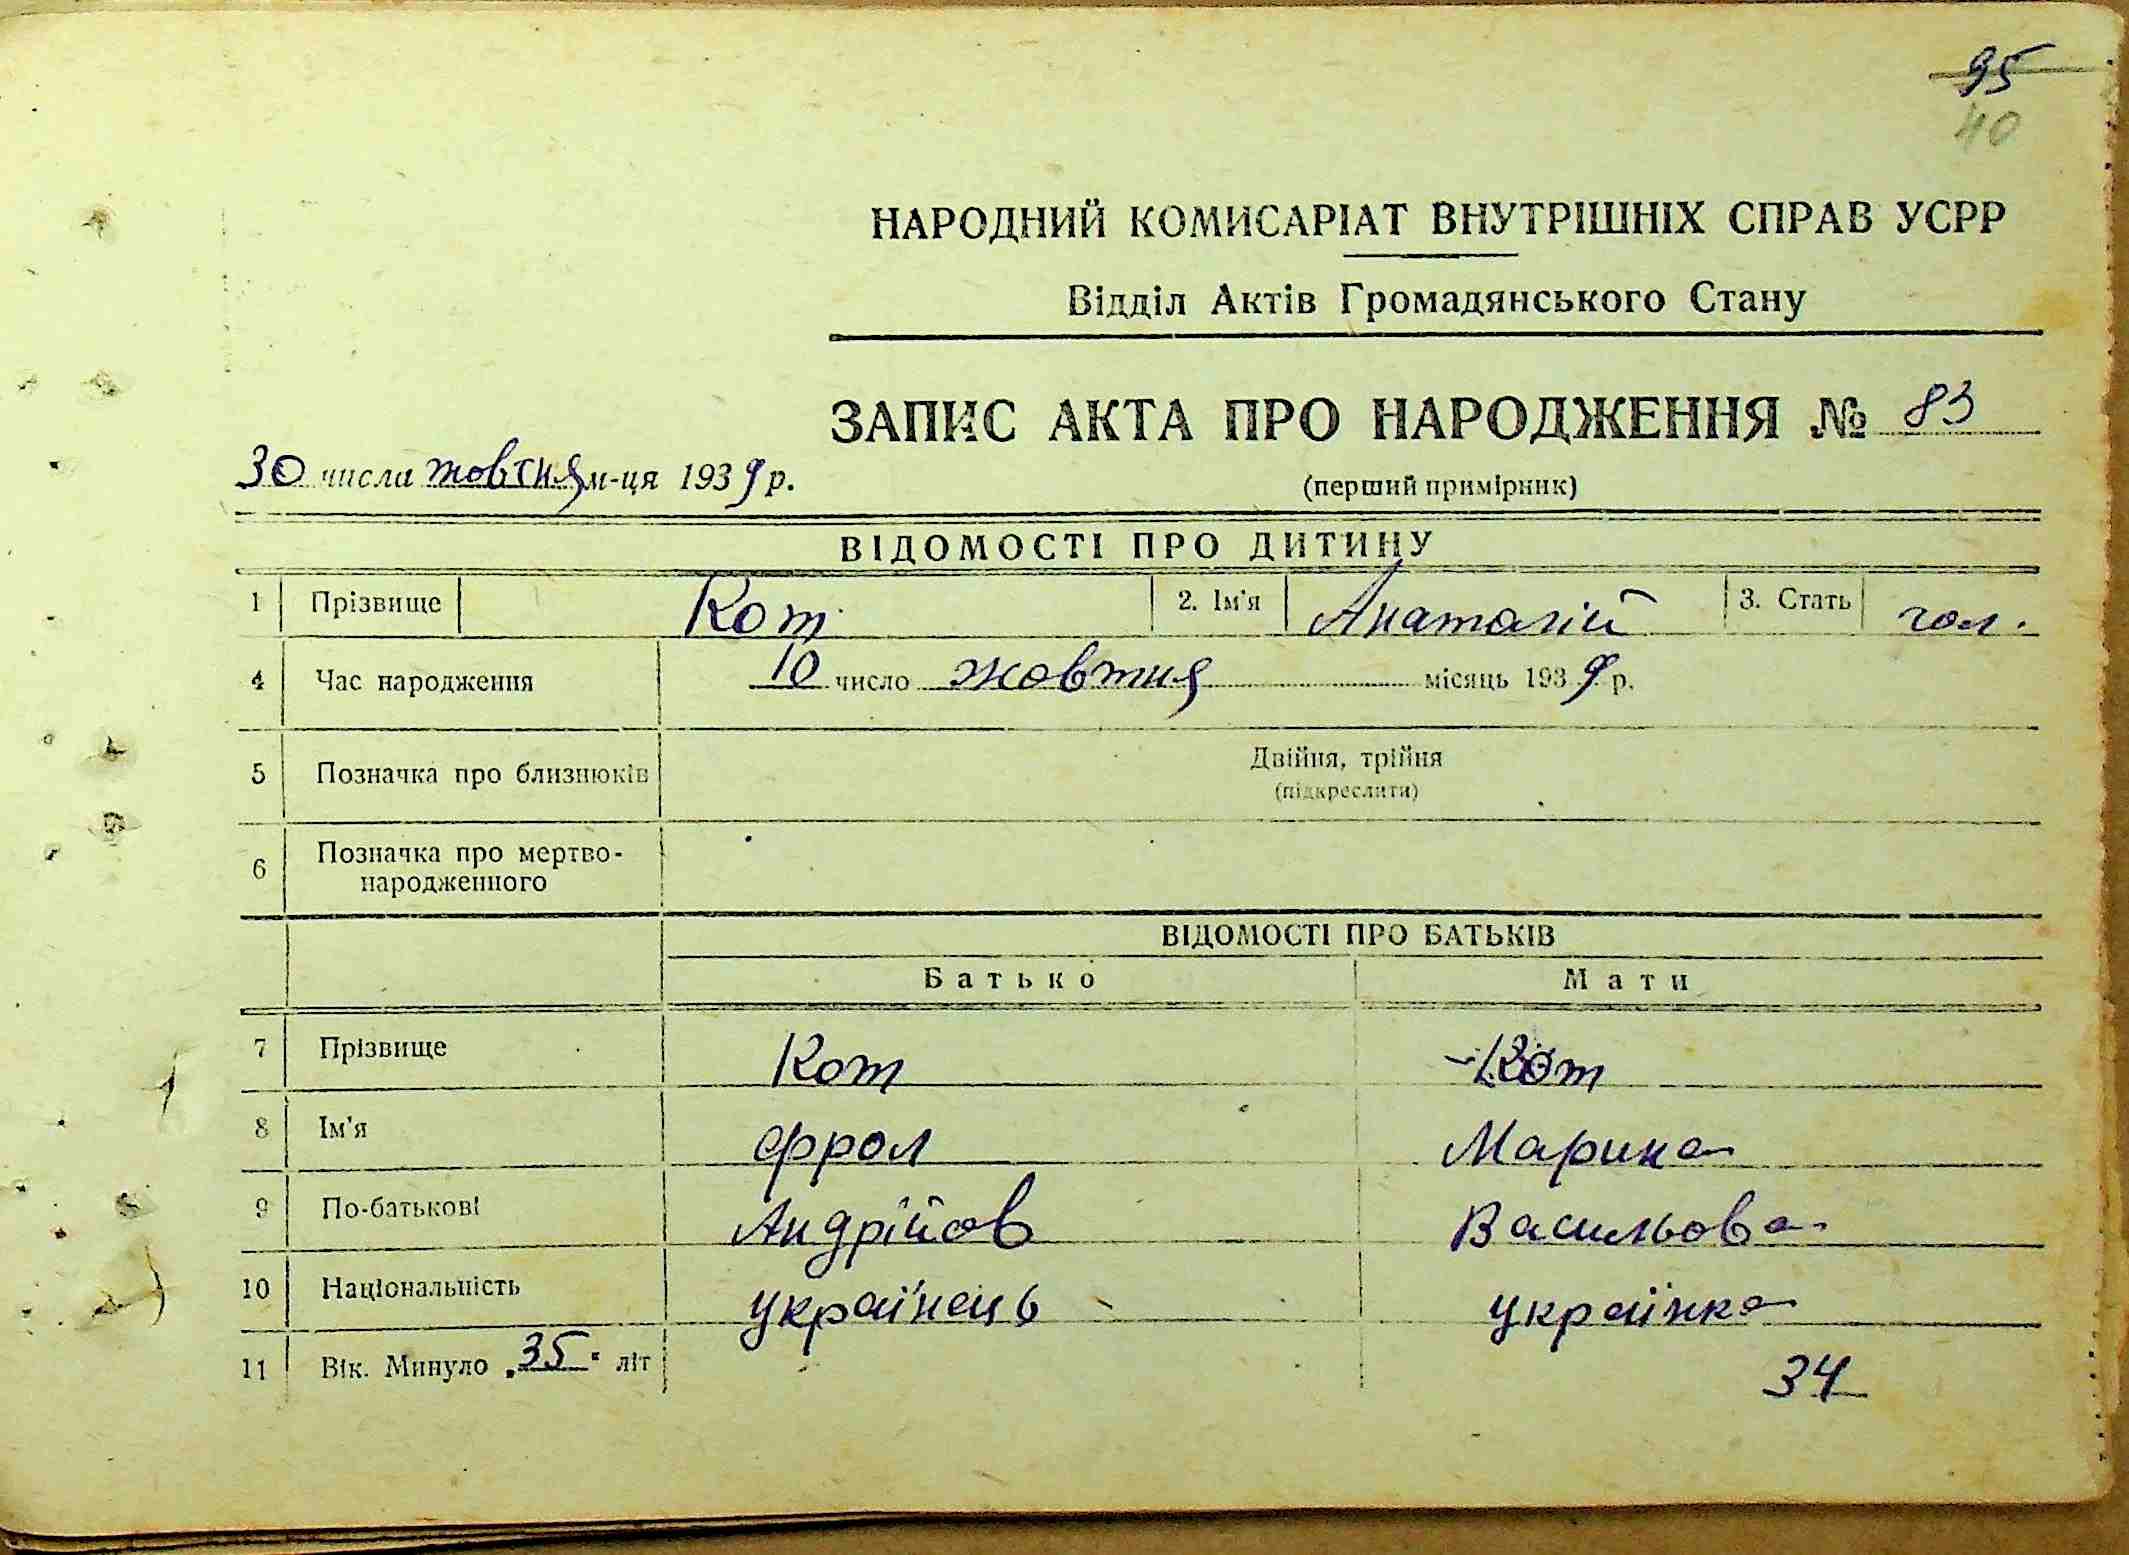 95
40
НАРОДНИЙ КОМИСАРІАТ ВНУТРІШНІХ СПРАВ УСРР
Відділ Актів Громадянського Стану
ЗАПИС АКТА ПРО НАРОДЖЕННЯ № 83
30 числа жовтня м-ця 1939 р.
(перший примірник)
ВІДОМОСТІ ПРО ДИТИНУ
1 Прізвище Кот 2. Ім'я Анатолій 3. Стать чол.
4 Час народження 10 число жовтня місяць 1939 р.
5 Позначка про близнюків Двійня, трійня
(підкреслити)
6 Позначка про мертво-
народженного
ВІДОМОСТІ ПРО БАТЬКІВ
Батько Мати
7 Прізвище Кот Кот
8 Ім'я Фрол Марина
9 По-батькові Андрійов Васильова
10 Національність українець українка
11 Вік. Минуло 35 літ 34